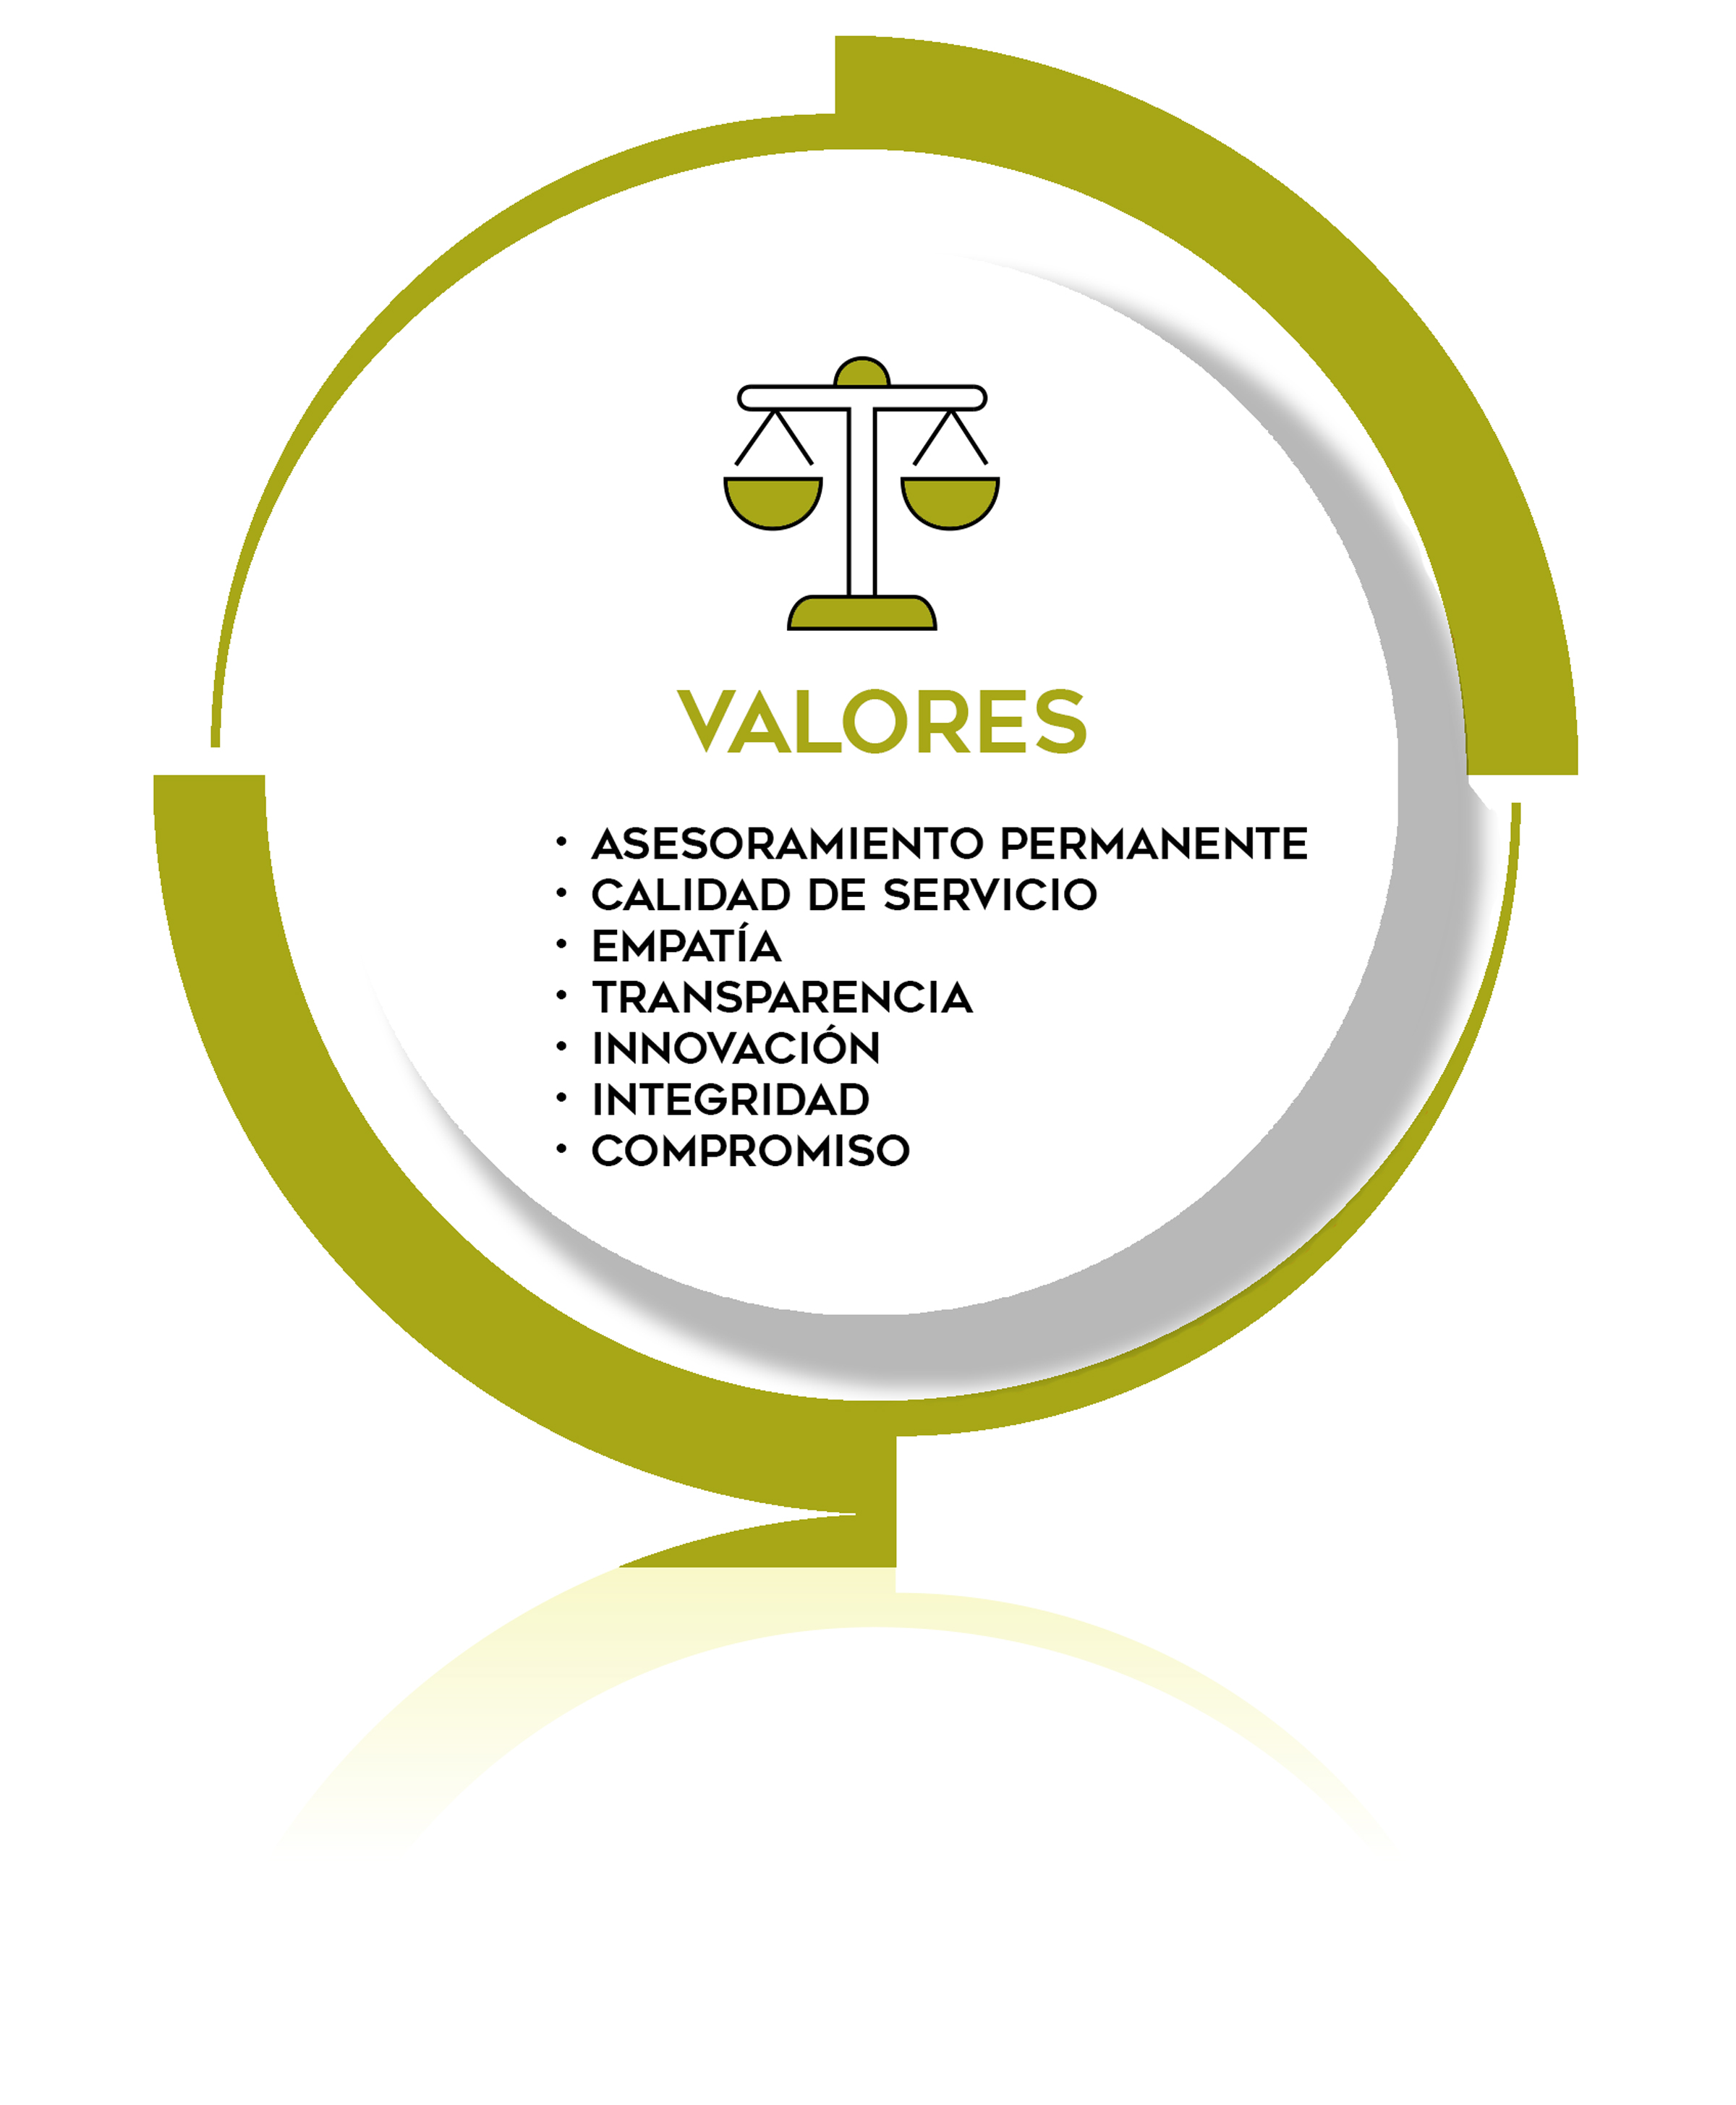 VALORES
• ASESORAMIENTO PERMANENTE
• CALIDAD DE SERVICIO
• EMPATÍA
• TRANSPARENCIA
• INNOVACIÓN
• INTEGRIDAD
• COMPROMISO